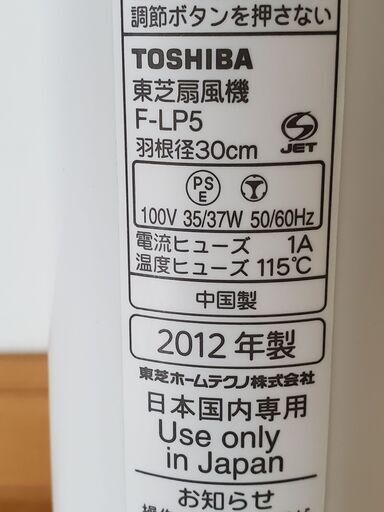 調節ボタンを押さない
TOSHIBA
東芝扇風機
F-LP5
羽根径30cm
JET
PS
E
100V 35/37W 50/60Hz
電流ヒューズ 1A
温度ヒューズ 115℃
中国製
2012年製
東芝ホームテクノ株式会社
日本国内専用
Use only
in Japan
お知らせ